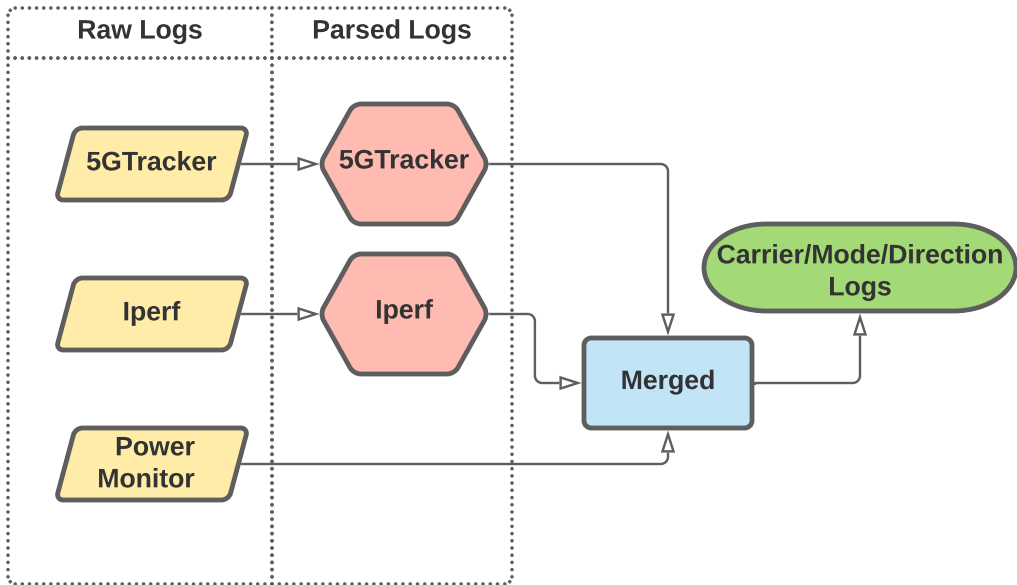 Raw Logs
Parsed Logs
5GTracker
5GTracker
Iperf
Iperf
Power
Monitor
Merged
Carrier/Mode/Direction
Logs